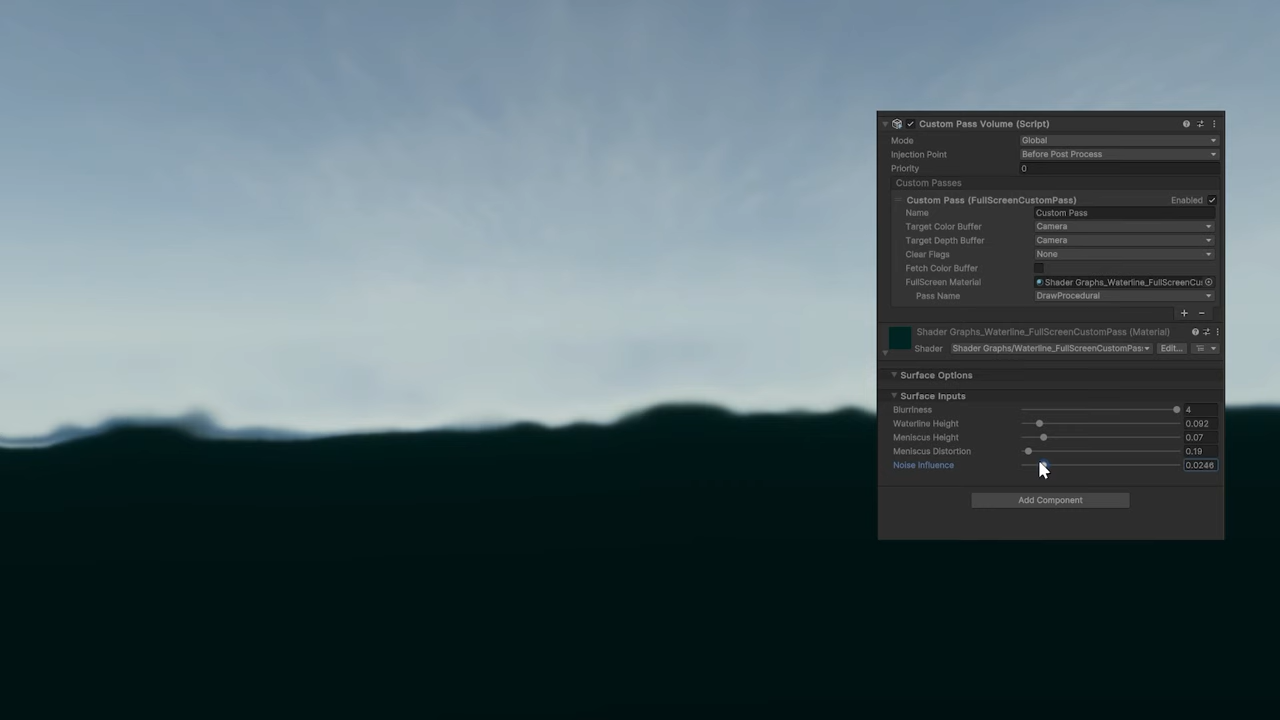 Custom Pass Volume (Script)
Mode Global
Injection Point Before Post Process
Priority 0
Custom Passes
Custom Pass (FullScreenCustomPass) Enabled
Name Custom Pass
Target Color Buffer Camera
Target Depth Buffer Camera
Clear Flags None
Fetch Color Buffer
FullScreen Material Shader Graphs_Waterline_FullScreenCus
Pass Name DrawProcedural
Shader Graphs_Waterline_FullScreenCustomPass (Material)
Shader Shader Graphs/Waterline_FullScreenCustomPas Edit...
Surface Options
Surface Inputs
Blurriness 4
Waterline Height 0.092
Meniscus Height 0.07
Meniscus Distortion 0.19
Noise Influence 0.0246
Add Component